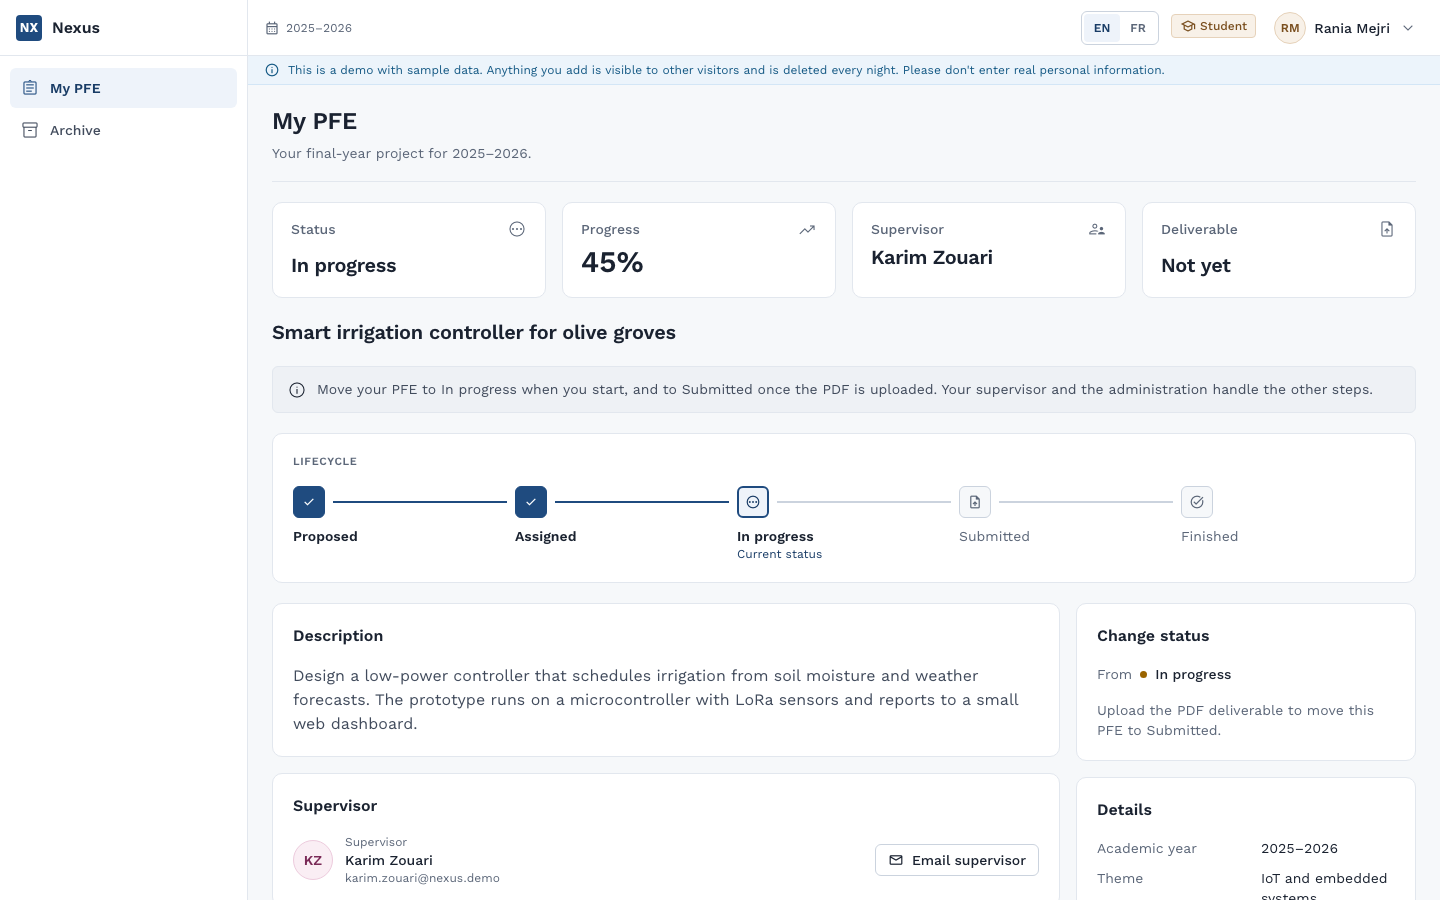 NX Nexus
2025–2026
EN FR
Student
RM Rania Mejri
This is a demo with sample data. Anything you add is visible to other visitors and is deleted every night. Please don't enter real personal information.
My PFE
Archive
My PFE
Your final-year project for 2025–2026.
Status
In progress
Progress
45%
Supervisor
Karim Zouari
Deliverable
Not yet
Smart irrigation controller for olive groves
Move your PFE to In progress when you start, and to Submitted once the PDF is uploaded. Your supervisor and the administration handle the other steps.
LIFECYCLE
Proposed
Assigned
In progress
Current status
Submitted
Finished
Description
Design a low-power controller that schedules irrigation from soil moisture and weather
forecasts. The prototype runs on a microcontroller with LoRa sensors and reports to a small
web dashboard.
Change status
From In progress
Upload the PDF deliverable to move this
PFE to Submitted.
Supervisor
KZ
Supervisor
Karim Zouari
karim.zouari@nexus.demo
Email supervisor
Details
Academic year 2025–2026
Theme IoT and embedded
systems